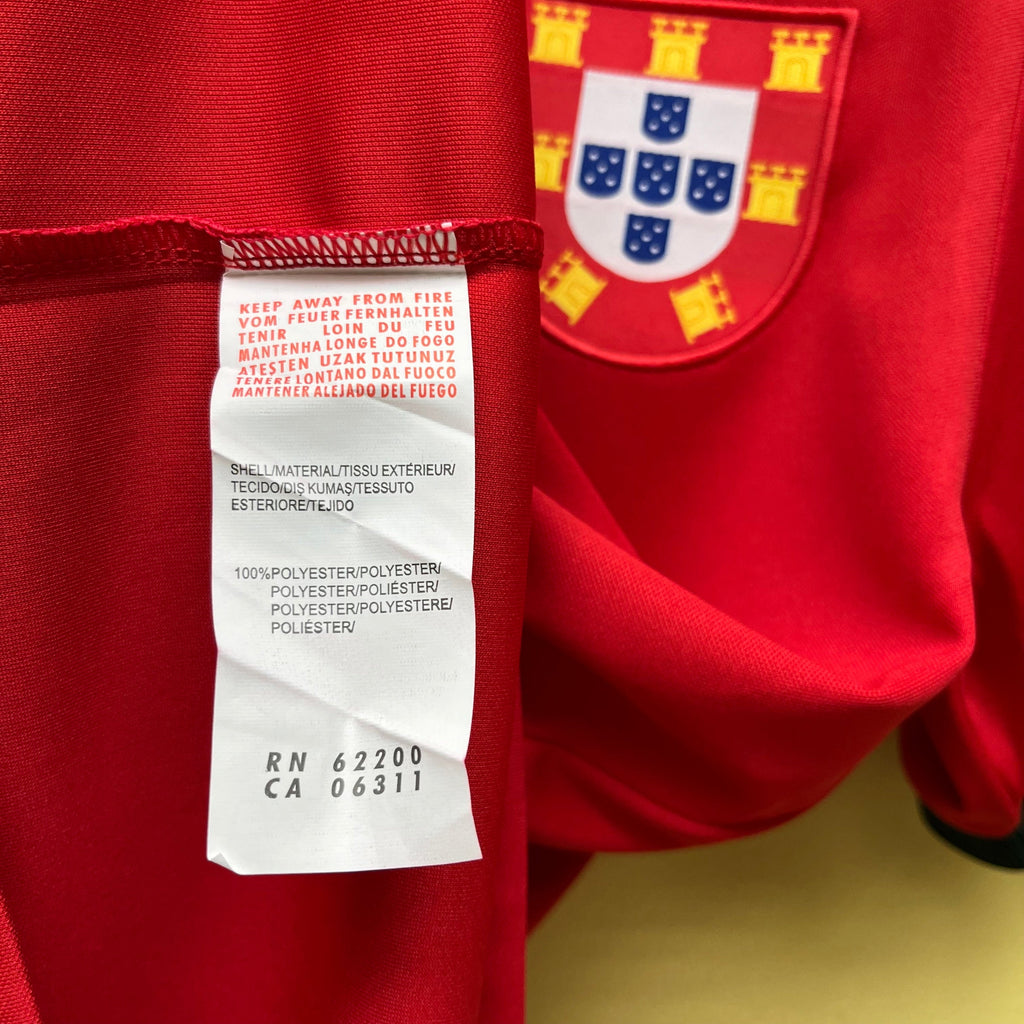 KEEP AWAY FROM FIRE
VOM FEUER FERNHALTEN
TENIR LOIN DU FEU
MANTENHA LONGE DO FOGO
ATESTEN UZAK TUTUNUZ
TENERE LONTANO DAL FUOCO
MANTENER ALEJADO DEL FUEGO
SHELL/MATERIAL/TISSU EXTÉRIEUR/
TECIDO/DIŞ KUMAŞ/TESSUTO
ESTERIORE/TEJIDO
100%POLYESTER/POLYESTER/
POLYESTER/POLIÉSTER/
POLYESTER/POLYESTERE/
POLIÉSTER/
RN 62200
CA 06311